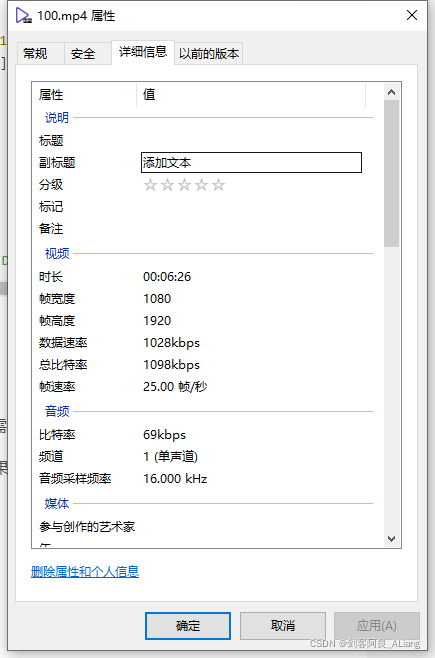 100.mp4 属性
常规 安全 详细信息 以前的版本
属性 值
说明
标题
副标题 添加文本
分级 ☆☆☆☆☆
标记
备注
视频
时长 00:06:26
帧宽度 1080
帧高度 1920
数据速率 1028kbps
总比特率 1098kbps
帧速率 25.00 帧/秒
音频
比特率 69kbps
频道 1 (单声道)
音频采样频率 16.000 kHz
媒体
参与创作的艺术家
删除属性和个人信息
确定 取消 应用(A)
CSDN @剑客阿良_ALiang